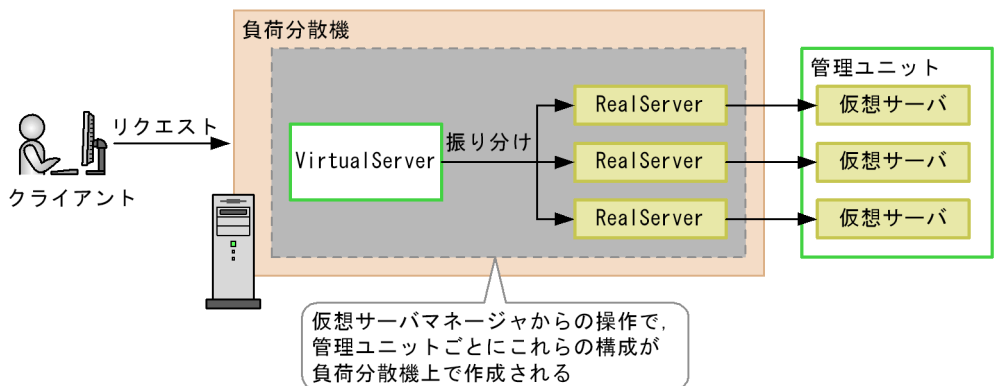 負荷分散機
管理ユニット
リクエスト
クライアント
VirtualServer
振り分け
RealServer
RealServer
RealServer
仮想サーバ
仮想サーバ
仮想サーバ
仮想サーバマネージャからの操作で,
管理ユニットごとにこれらの構成が
負荷分散機上で作成される